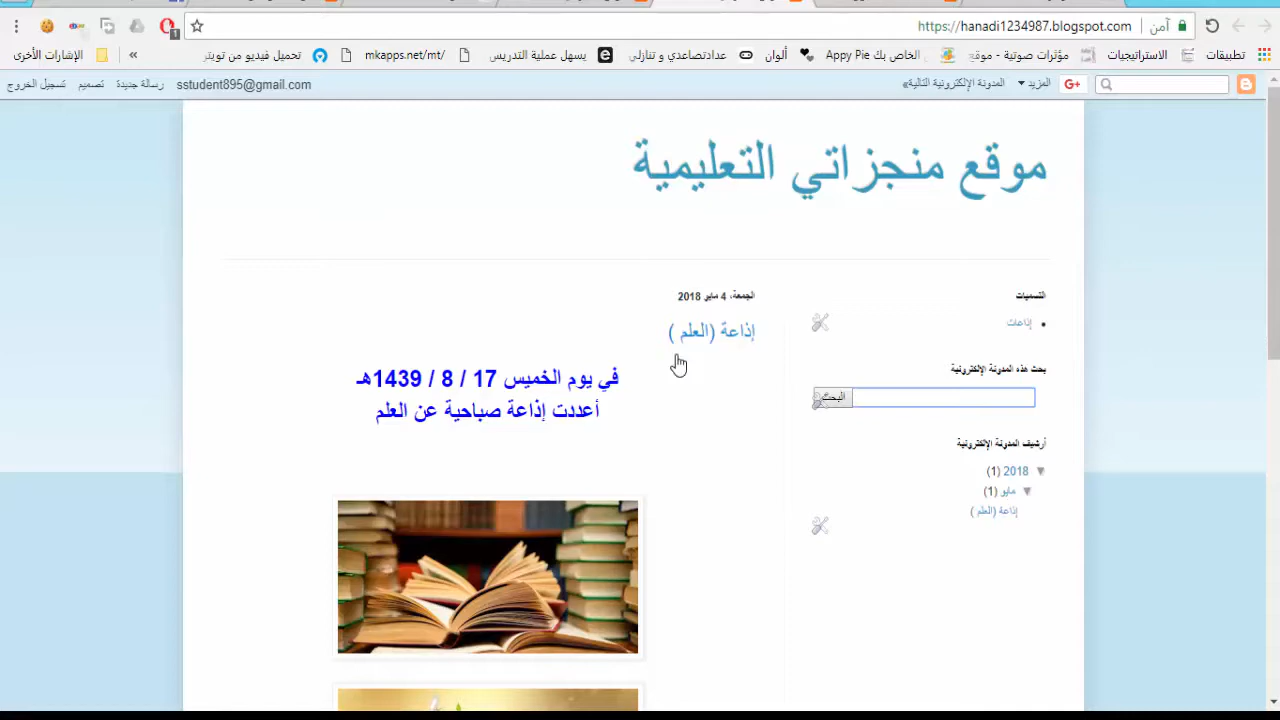 https://hanadi1234987.blogspot.com
آمن
تطبيقات
الاستراتيجيات
مؤثرات صوتية - موقع
الخاص بك Appy Pie
ألوان
عدادتصاعدي و تنازلي
يسهل عملية التدريس
mkapps.net/mt/
تحميل فيديو من تويتر
«
الإشارات الأخرى
المزيد
المدونة الإلكترونية التالية»
sstudent895@gmail.com
رسالة جديدة
تصميم
تسجيل الخروج
موقع منجزاتي التعليمية
التسميات
إذاعات
بحث هذه المدونة الإلكترونية
البحث
أرشيف المدونة الإلكترونية
▼ 2018 (1)
▼ مايو (1)
إذاعة (العلم )
الجمعة، 4 مايو 2018
إذاعة (العلم )
في يوم الخميس 17 / 8 / 1439هـ
أعددت إذاعة صباحية عن العلم